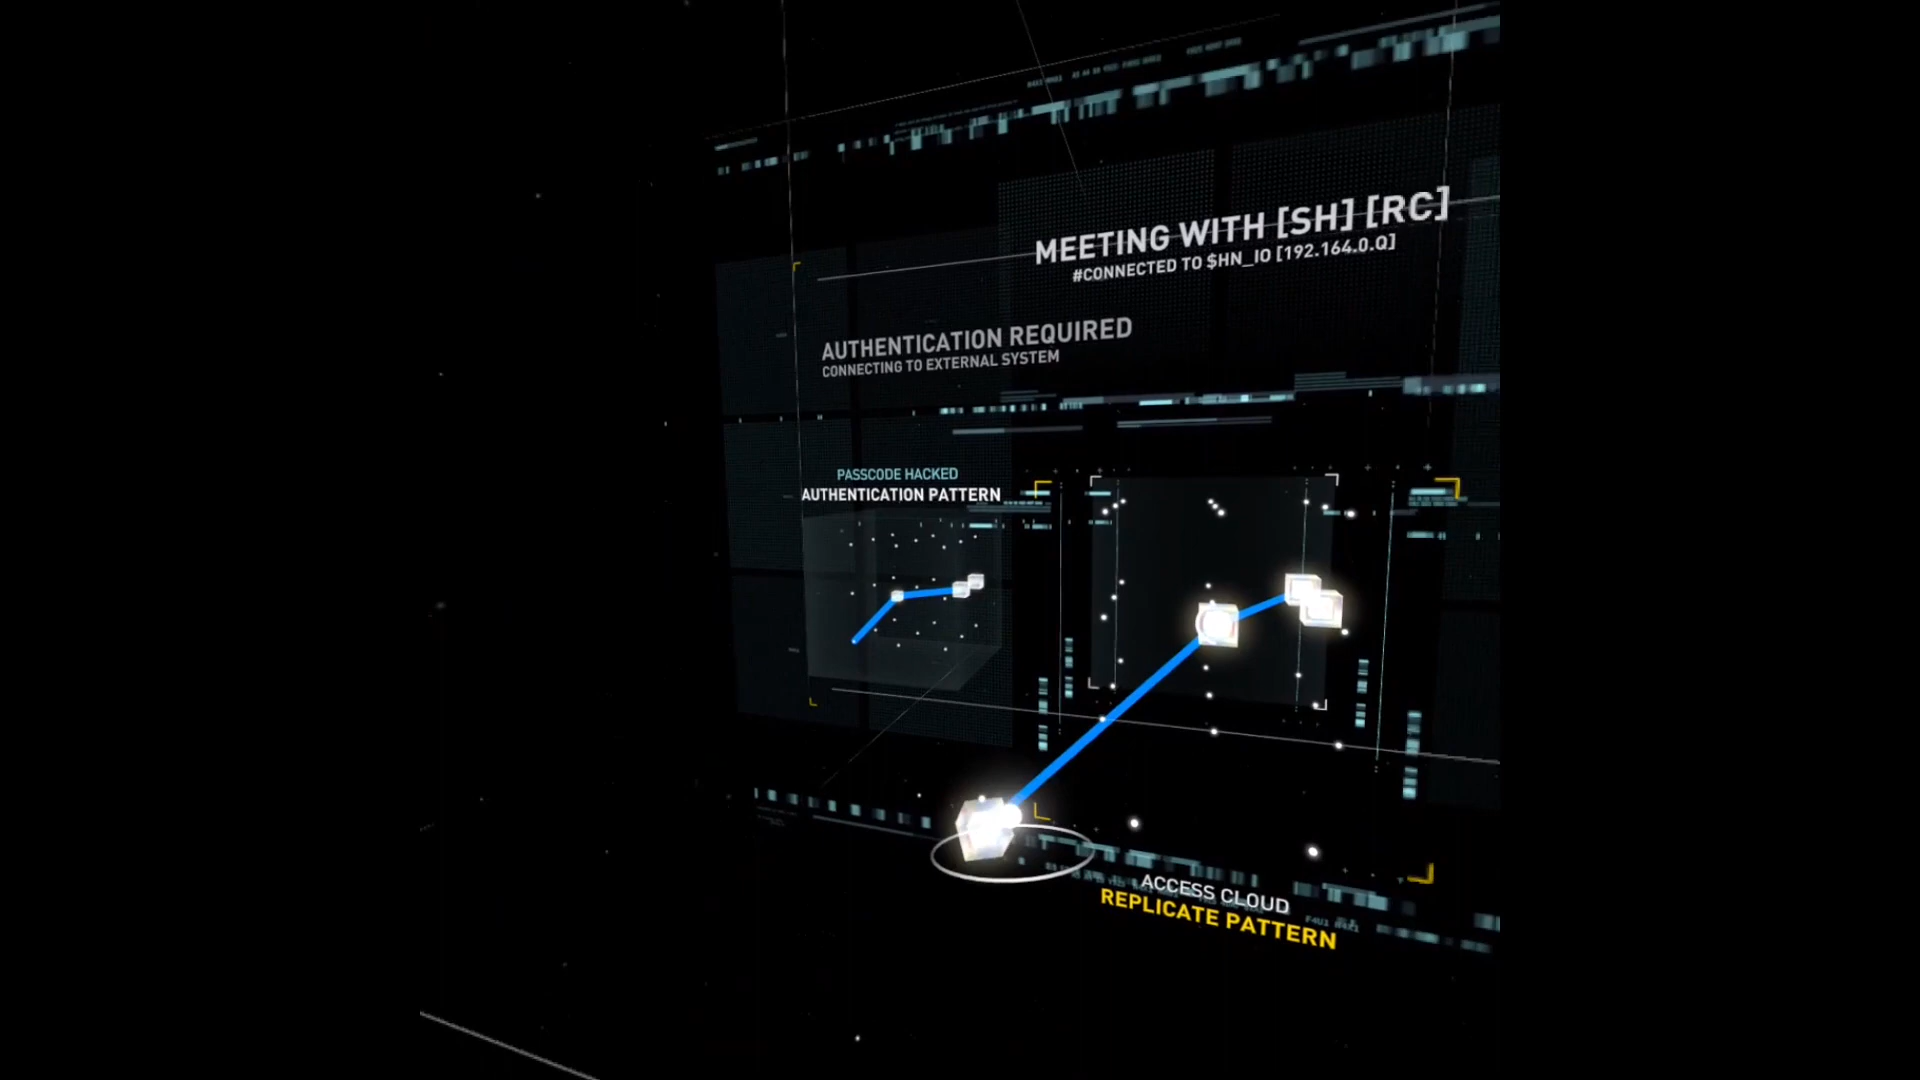 MEETING WITH [SH] [RC]
#CONNECTED TO $HN_IO [192.164.0.Q]
AUTHENTICATION REQUIRED
CONNECTING TO EXTERNAL SYSTEM
PASSCODE HACKED
AUTHENTICATION PATTERN
ACCESS CLOUD
REPLICATE PATTERN